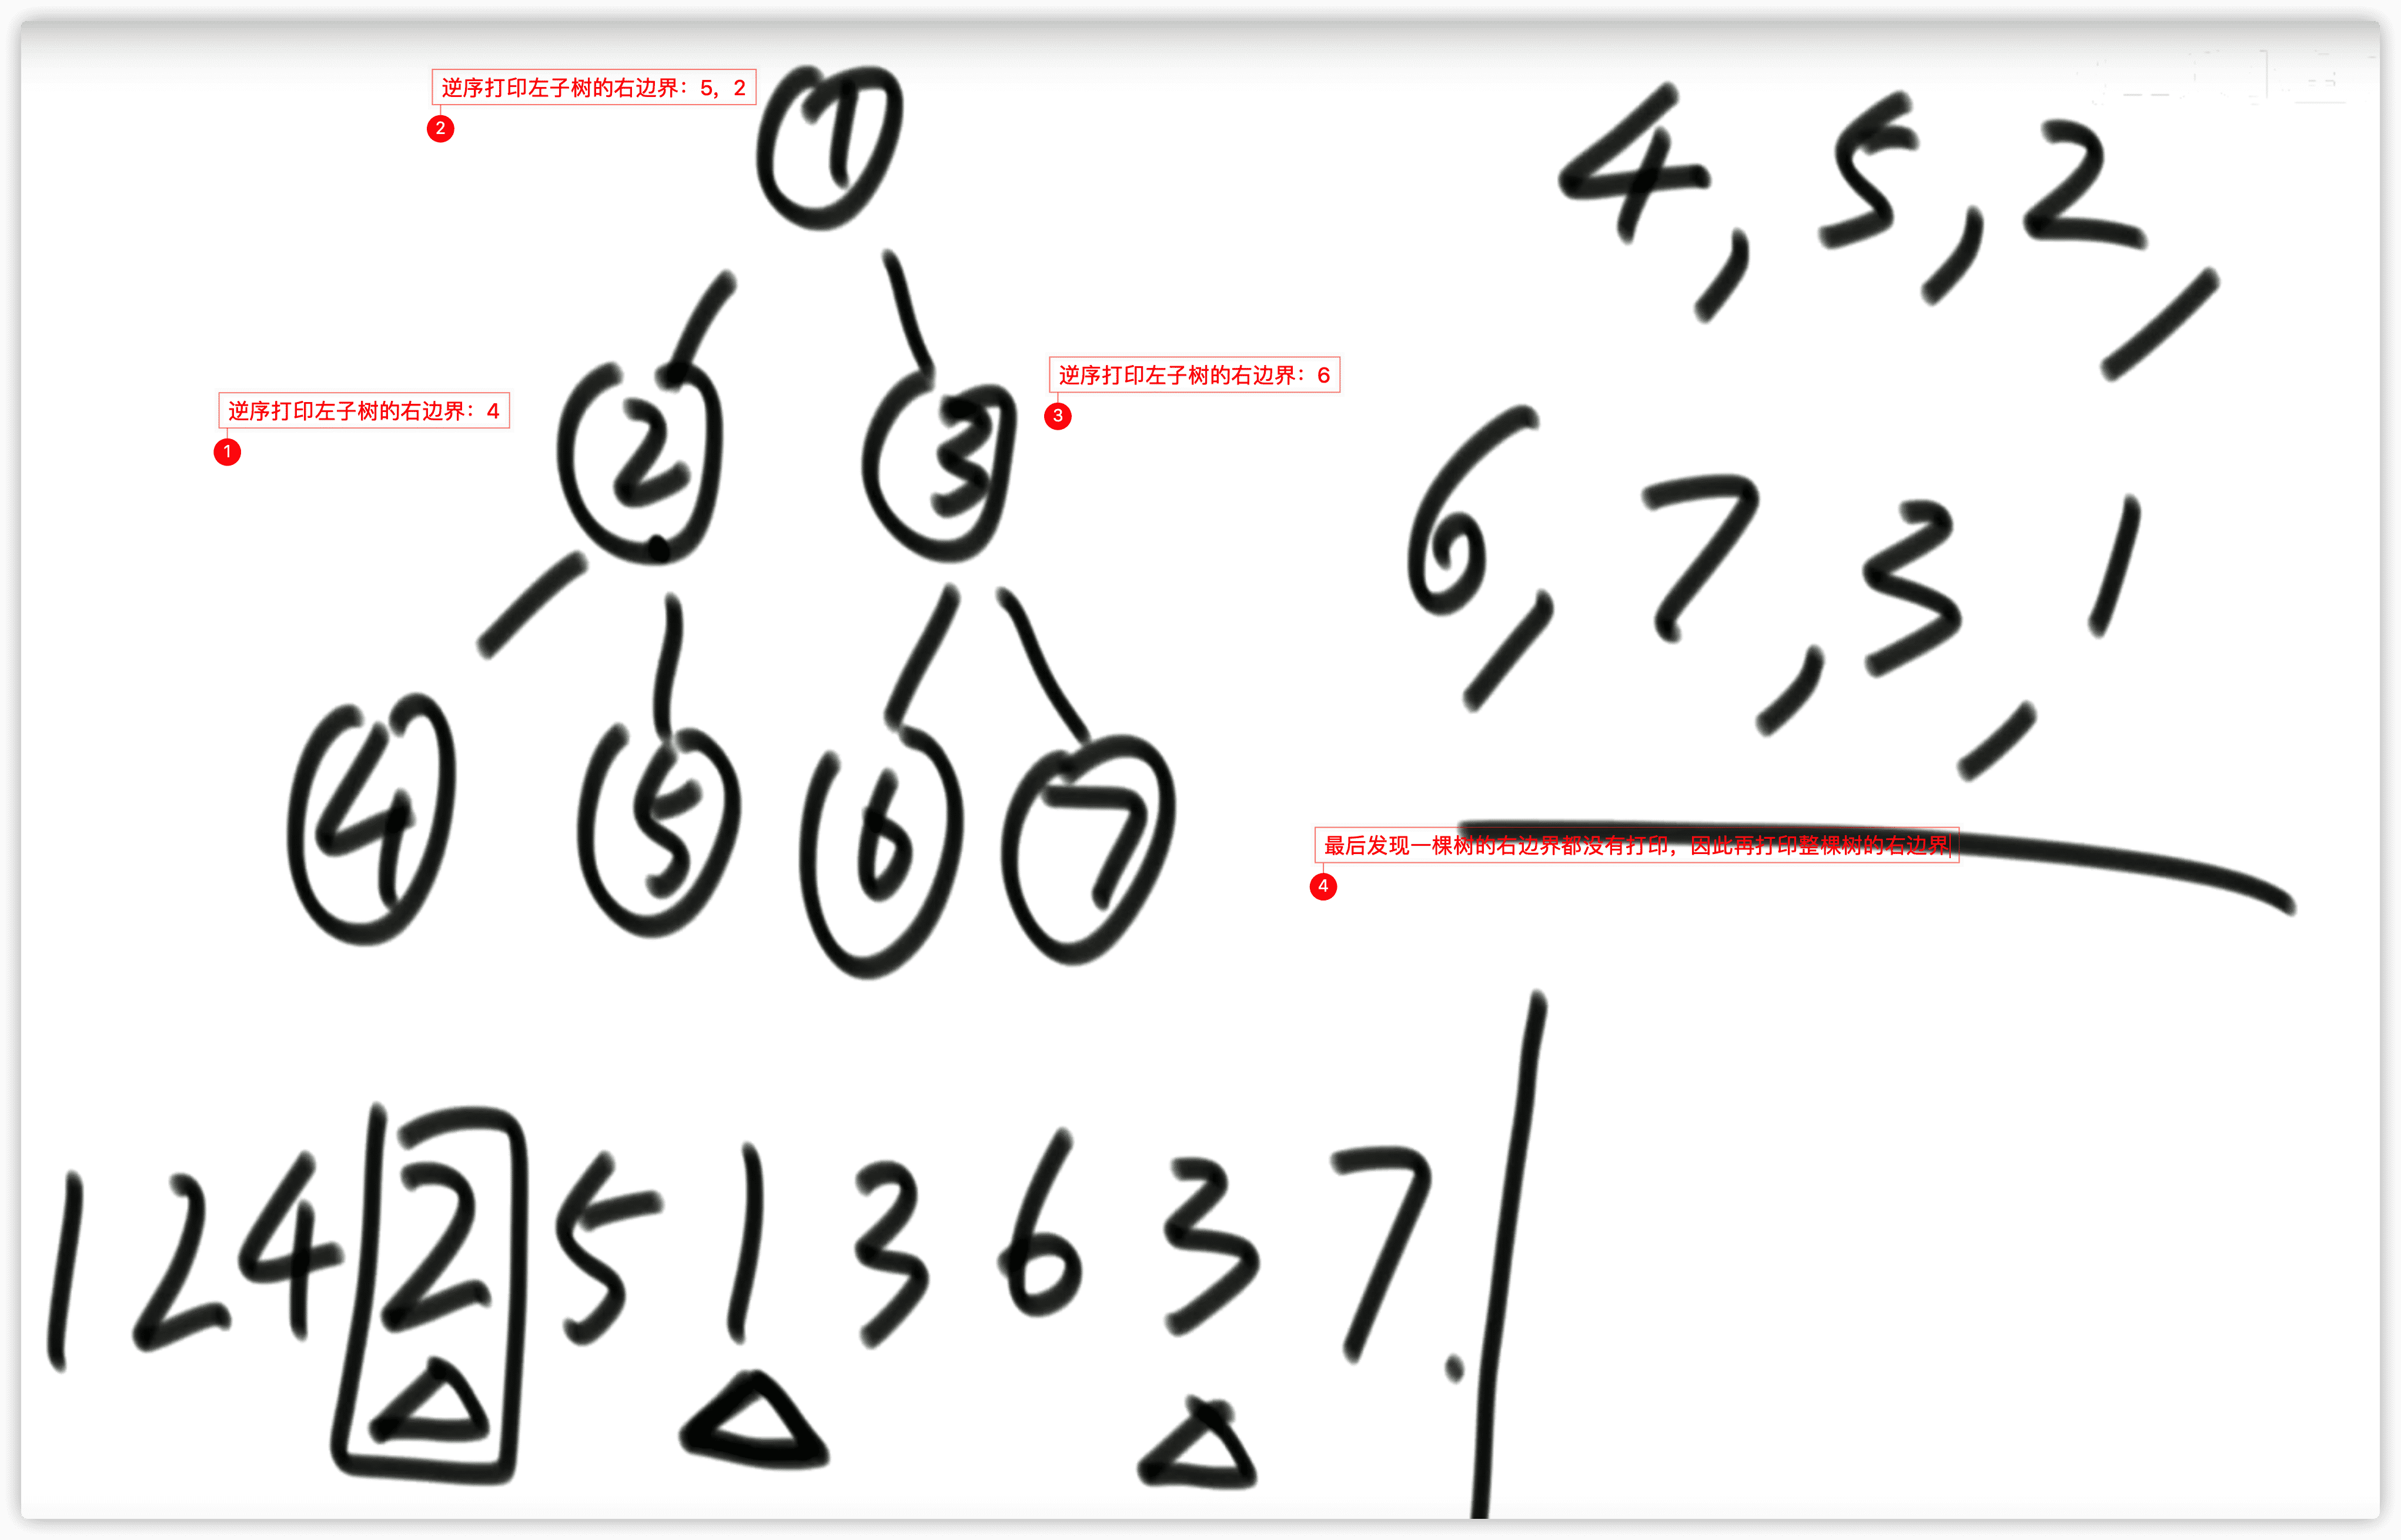 逆序打印左子树的右边界：5，2
2
1
4,5,2,
逆序打印左子树的右边界：6
3
逆序打印左子树的右边界：4
1
2
3
6,7,3,1
4
5
6
7
最后发现一棵树的右边界都没有打印，因此再打印整棵树的右边界
4
1 2 4 2 5 1 3 6 3 7.